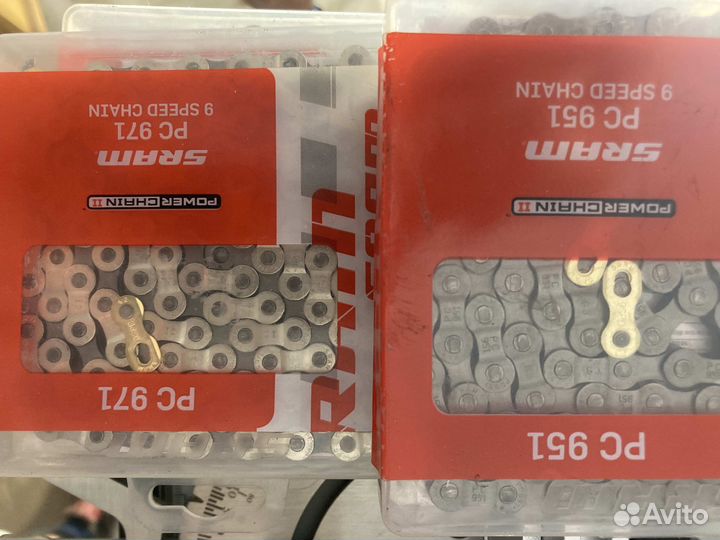 PC 971
POWERCHAIN II
SRAM
PC 971
9 SPEED CHAIN
SRAM
PC 951
POWERCHAIN II
SRAM
PC 951
9 SPEED CHAIN
Avito